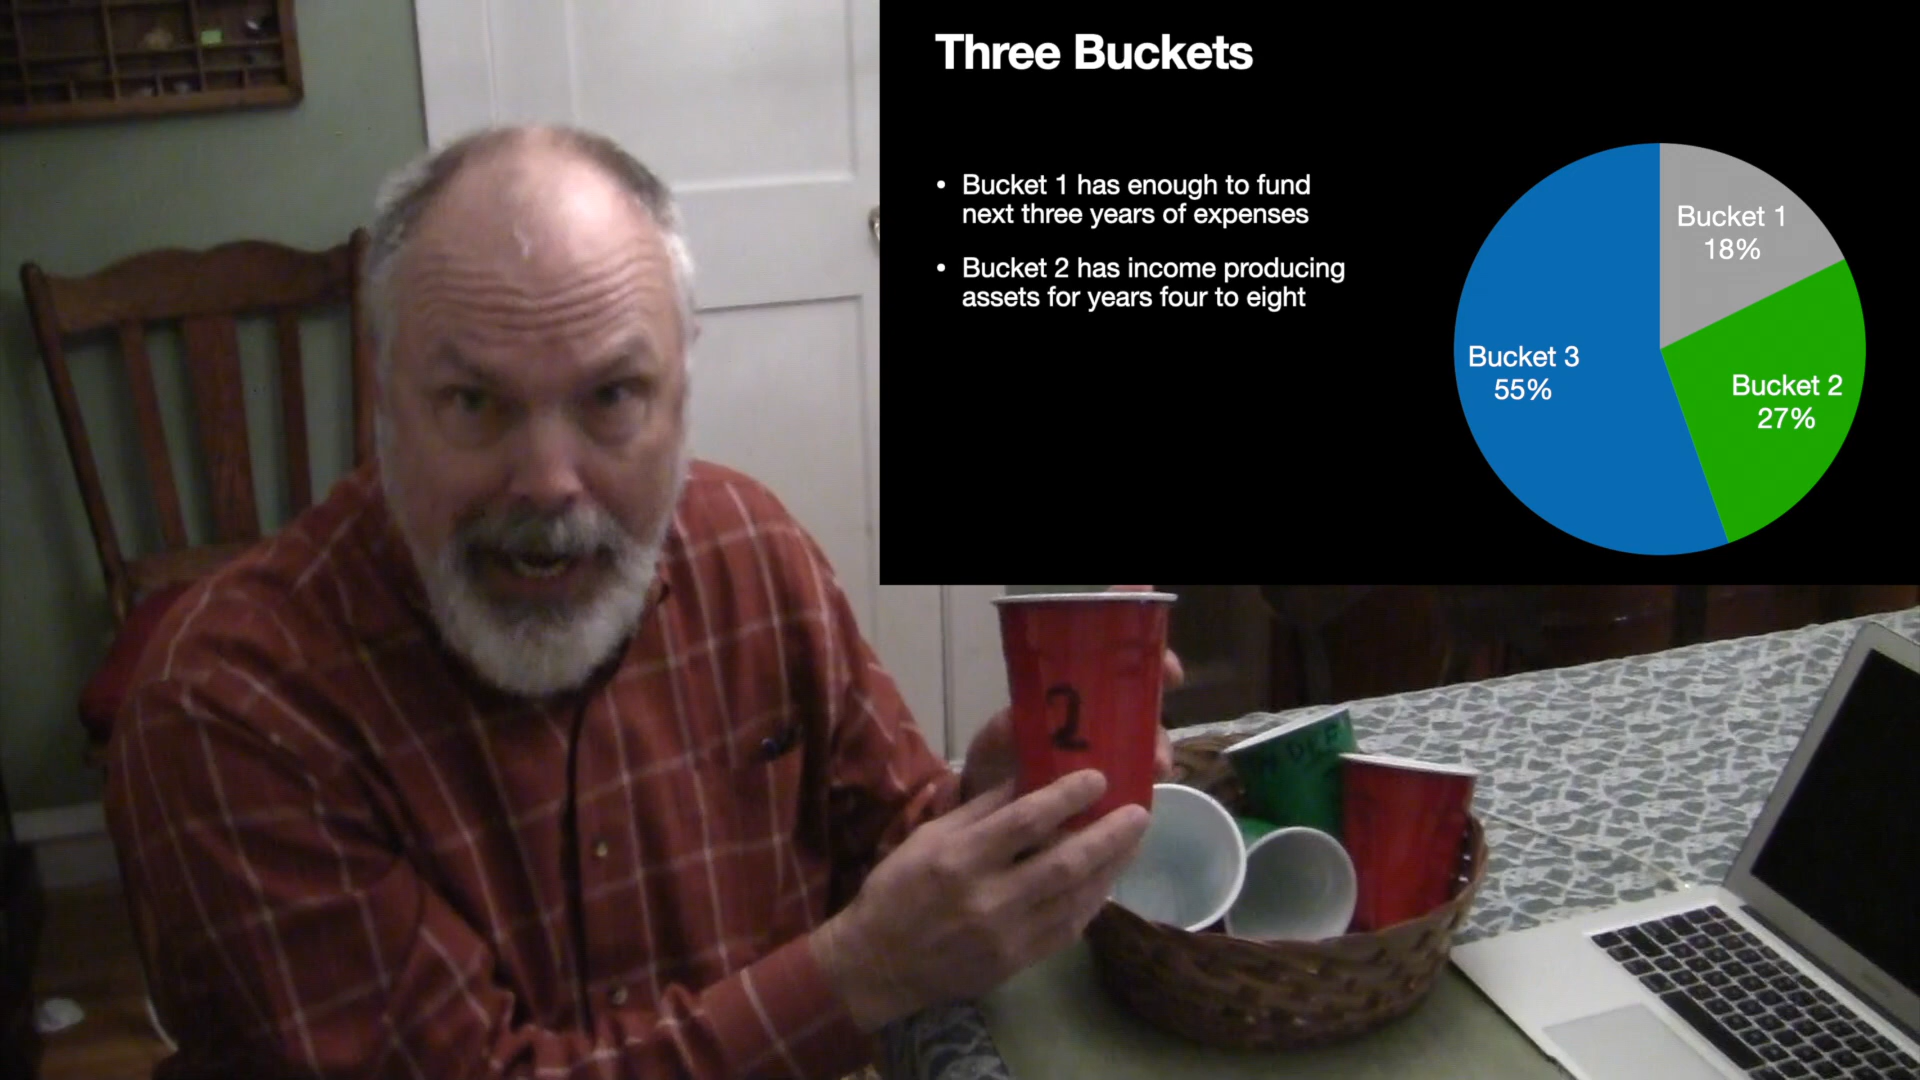 Three Buckets
• Bucket 1 has enough to fund
next three years of expenses
• Bucket 2 has income producing
assets for years four to eight
Bucket 1
18%
Bucket 2
27%
Bucket 3
55%
2